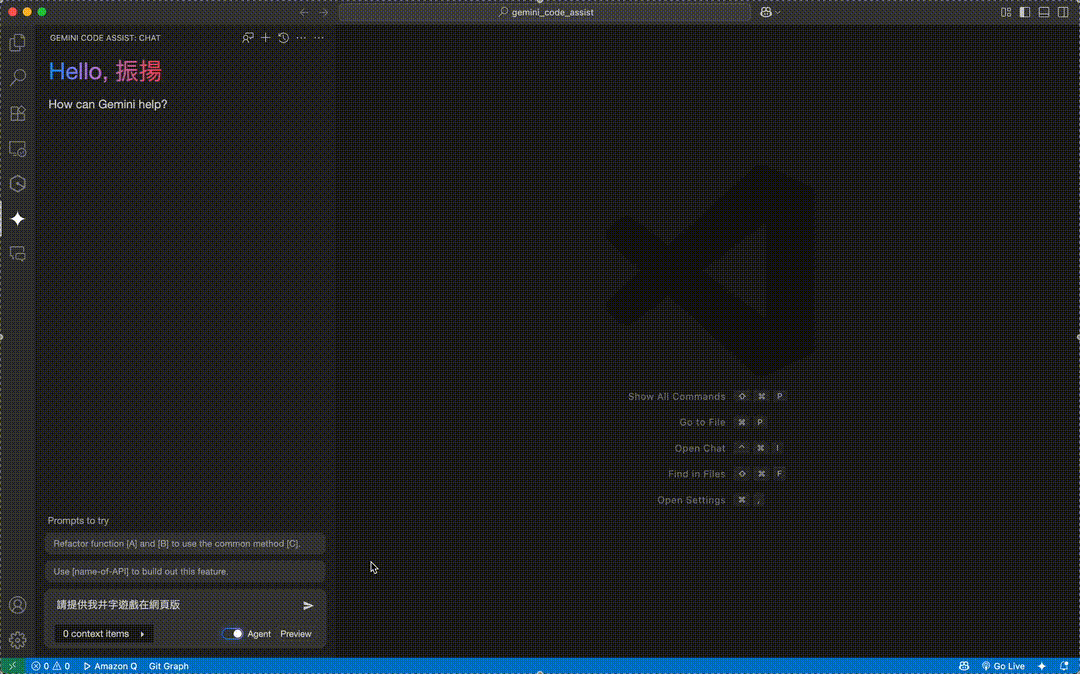 gemini_code_assist
GEMINI CODE ASSIST: CHAT
Hello, 振揚
How can Gemini help?
Show All Commands ⇧ ⌘ P
Go to File ⌘ P
Open Chat ^ ⌘ I
Find in Files ⇧ ⌘ F
Open Settings ⌘ ,
Prompts to try
Refactor function [A] and [B] to use the common method [C].
Use [name-of-API] to build out this feature.
請提供我井字遊戲在網頁版
0 context items
Agent Preview
0 0 Amazon Q Git Graph Go Live